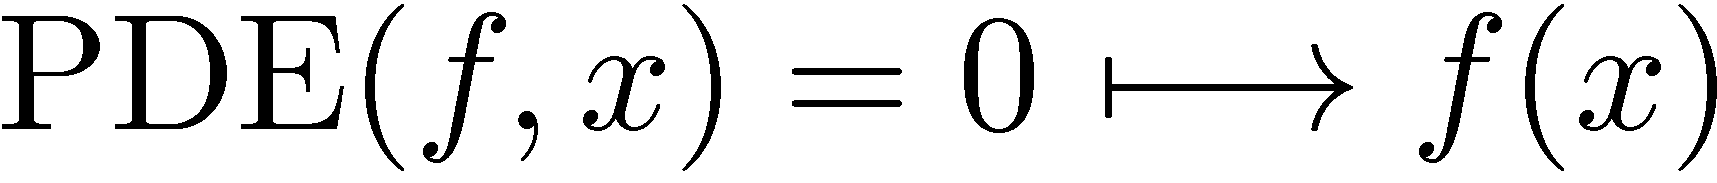 PDE(f, x) = 0 ⟼ f(x)